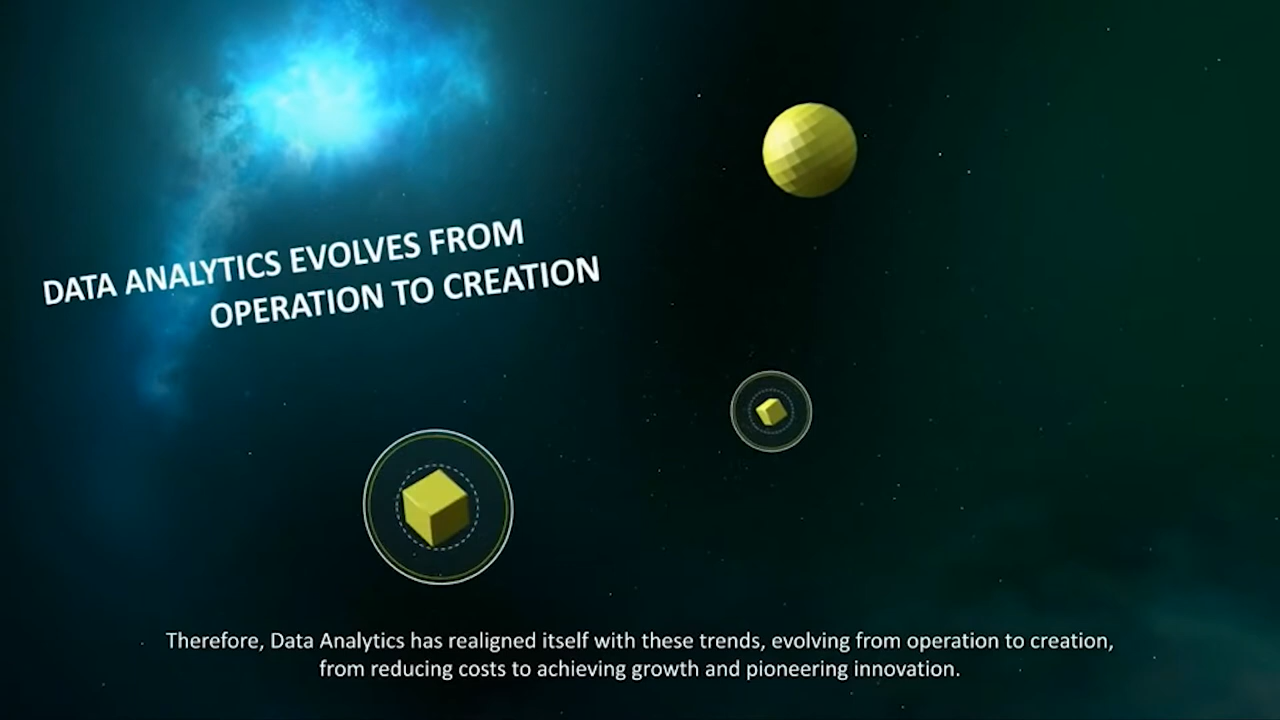 DATA ANALYTICS EVOLVES FROM
OPERATION TO CREATION
Therefore, Data Analytics has realigned itself with these trends, evolving from operation to creation,
from reducing costs to achieving growth and pioneering innovation.